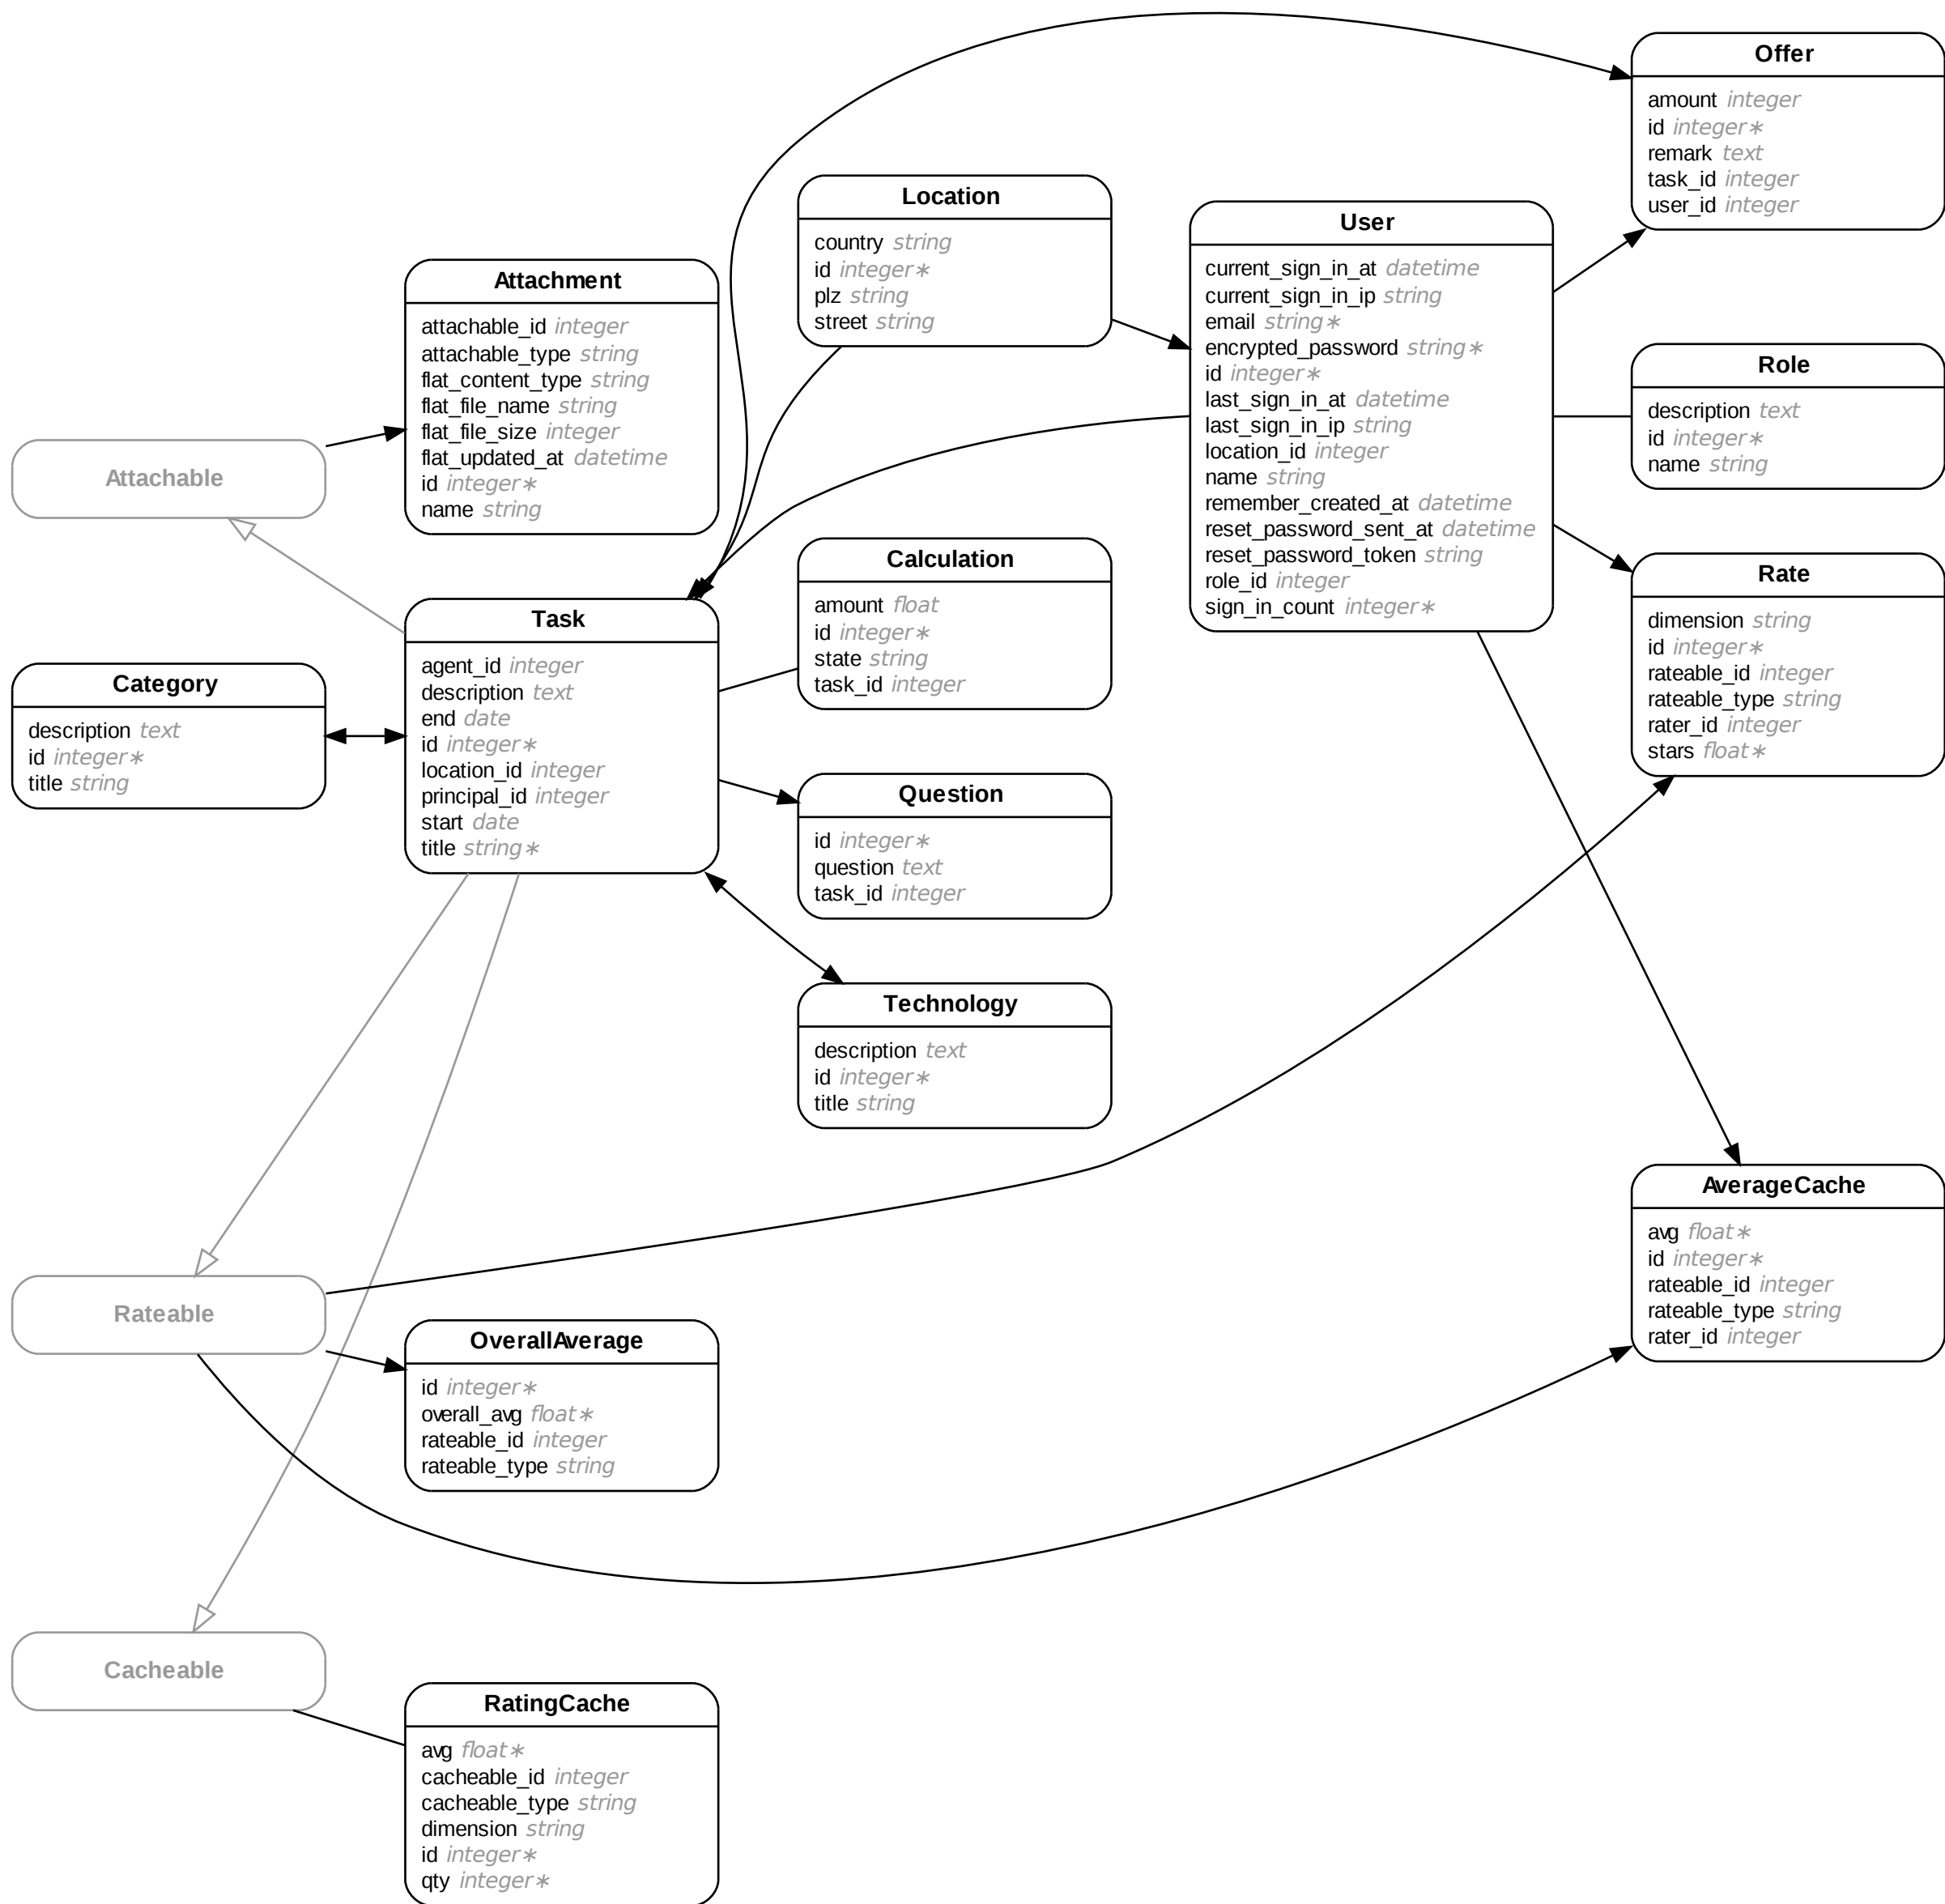 Offer
amount integer
id integer∗
remark text
task_id integer
user_id integer
Location
country string
id integer∗
plz string
street string
User
current_sign_in_at datetime
current_sign_in_ip string
email string∗
encrypted_password string∗
id integer∗
last_sign_in_at datetime
last_sign_in_ip string
location_id integer
name string
remember_created_at datetime
reset_password_sent_at datetime
reset_password_token string
role_id integer
sign_in_count integer∗
Attachment
attachable_id integer
attachable_type string
flat_content_type string
flat_file_name string
flat_file_size integer
flat_updated_at datetime
id integer∗
name string
Role
description text
id integer∗
name string
Attachable
Calculation
amount float
id integer∗
state string
task_id integer
Rate
dimension string
id integer∗
rateable_id integer
rateable_type string
rater_id integer
stars float∗
Task
agent_id integer
description text
end date
id integer∗
location_id integer
principal_id integer
start date
title string∗
Category
description text
id integer∗
title string
Question
id integer∗
question text
task_id integer
Technology
description text
id integer∗
title string
AverageCache
avg float∗
id integer∗
rateable_id integer
rateable_type string
rater_id integer
Rateable
OverallAverage
id integer∗
overall_avg float∗
rateable_id integer
rateable_type string
Cacheable
RatingCache
avg float∗
cacheable_id integer
cacheable_type string
dimension string
id integer∗
qty integer∗